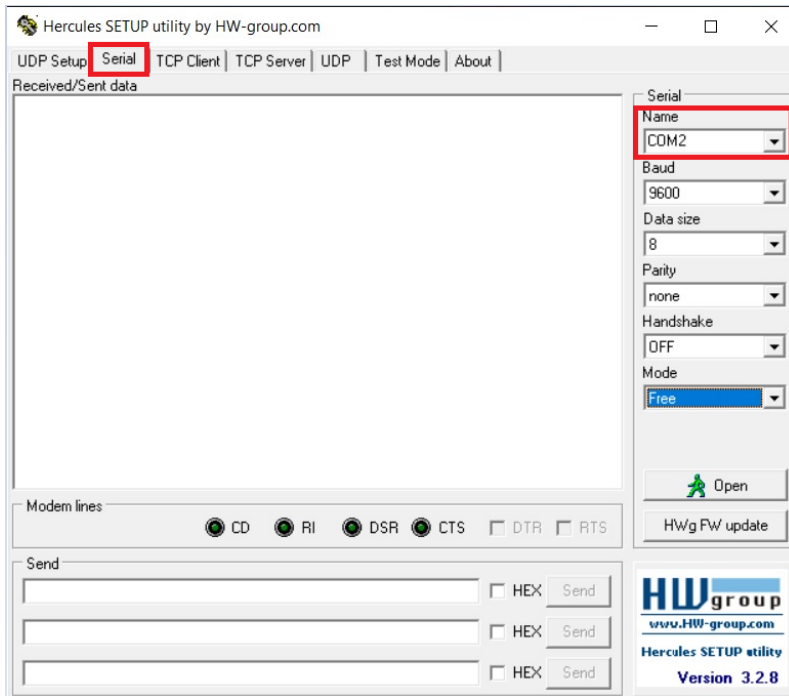 Hercules SETUP utility by HW-group.com
UDP Setup Serial TCP Client TCP Server UDP Test Mode About
Received/Sent data
Serial
Name
COM2
Baud
9600
Data size
8
Parity
none
Handshake
OFF
Mode
Free
Open
HWg FW update
Modem lines
CD RI DSR CTS DTR RTS
Send
HEX Send
HEX Send
HEX Send
HW group
www.HW-group.com
Hercules SETUP utility
Version 3.2.8